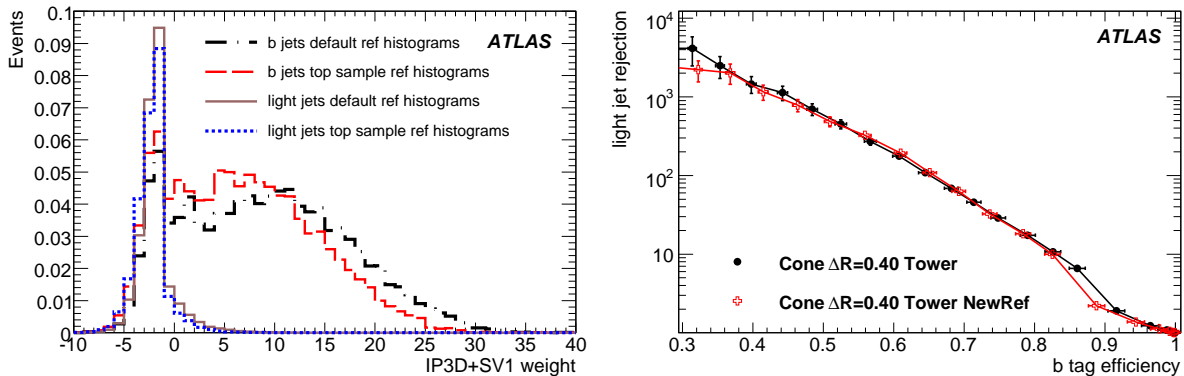 Events
0.1
0.09
0.08
0.07
0.06
0.05
0.04
0.03
0.02
0.01
0
ATLAS
b jets default ref histograms
b jets top sample ref histograms
light jets default ref histograms
light jets top sample ref histograms
-10 -5 0 5 10 15 20 25 30 35 40
IP3D+SV1 weight
light jet rejection
10⁴
10³
10²
10
ATLAS
Cone ΔR=0.40 Tower
Cone ΔR=0.40 Tower NewRef
0.3 0.4 0.5 0.6 0.7 0.8 0.9 1
b tag efficiency